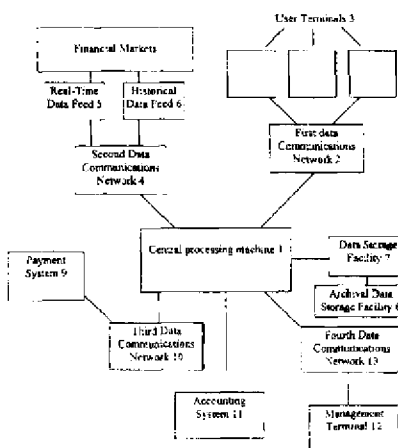 User Terminals 3
Financial Markets
Real-Time
Data Feed 5
Historical
Data Feed 6
First data
Communications
Network 2
Second Data
Communications
Network 4
Central processing machine 1
Data Storage
Facility 7
Payment
System 9
Archival Data
Storage Facility
Third Data
Communications
Network 10
Fourth Data
Communications
Network 13
Accounting
System 11
Management
Terminal 12